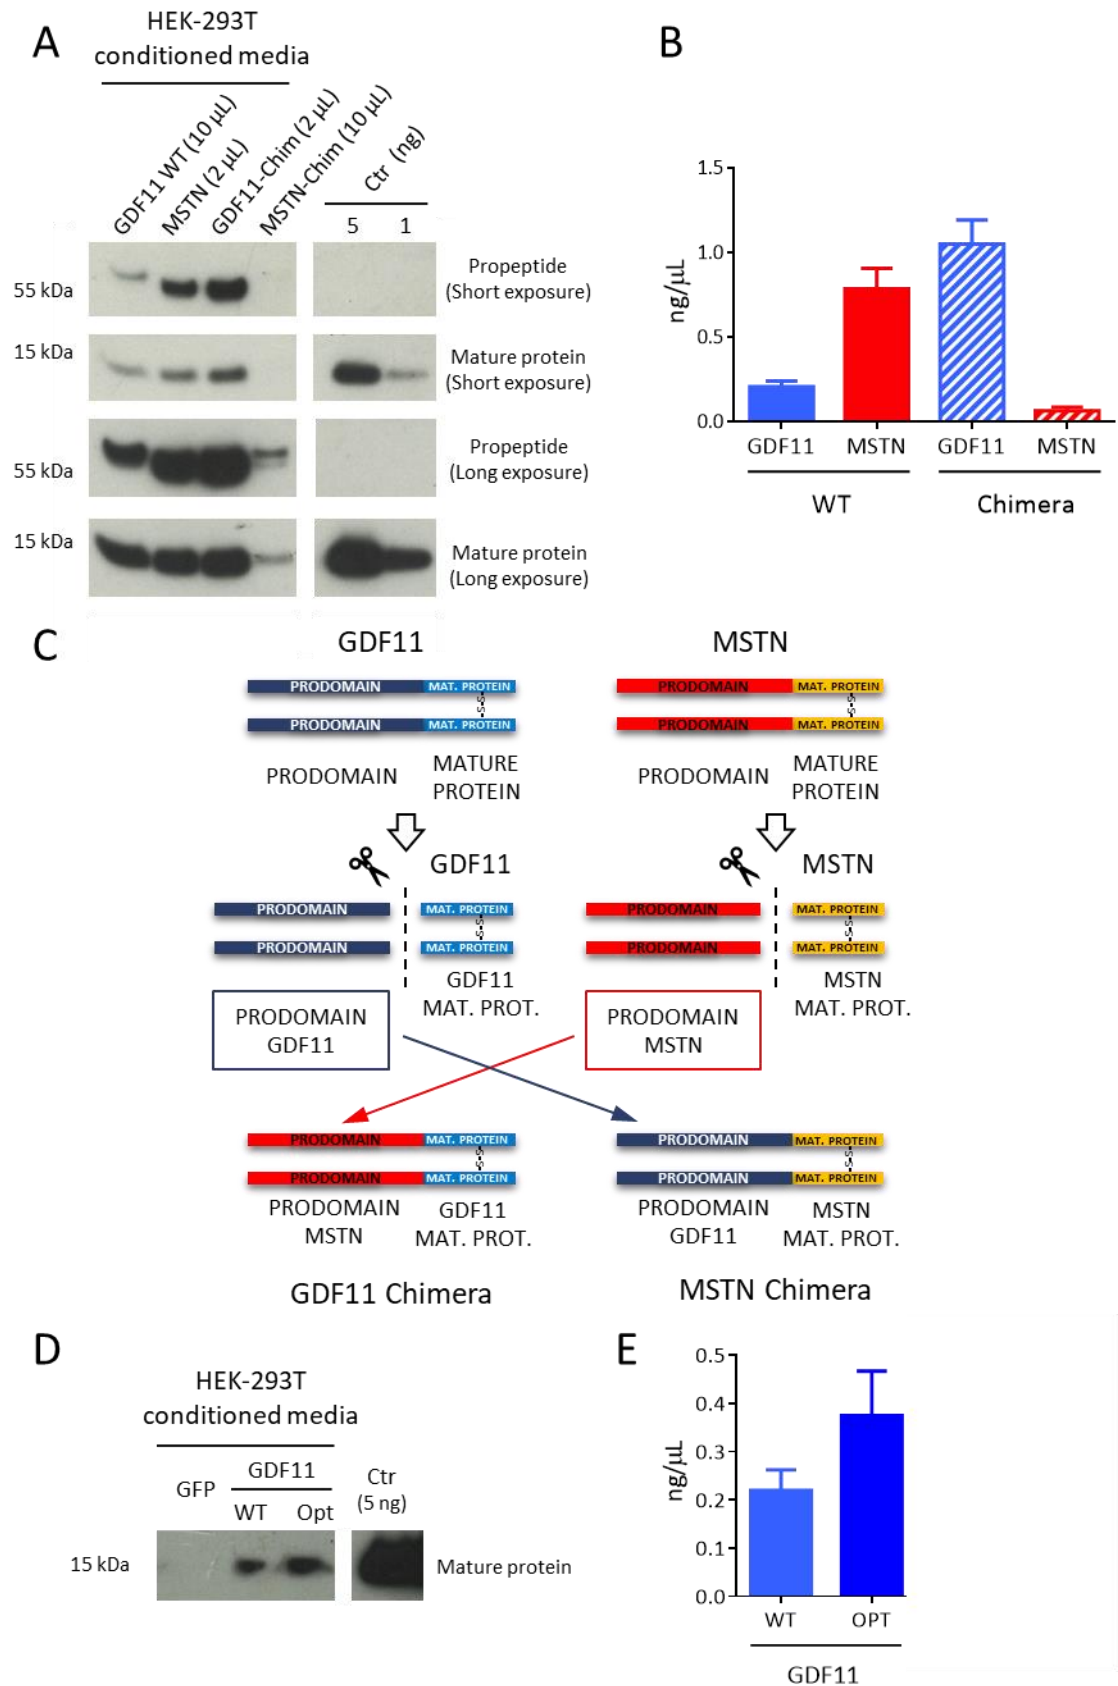 A
HEK-293T
conditioned media
GDF11 WT (10 µL)
MSTN (2 µL)
GDF11-Chim (2 µL)
MSTN-Chim (10 µL)
Ctr (ng)
5 1
55 kDa
Propeptide
(Short exposure)
15 kDa
Mature protein
(Short exposure)
55 kDa
Propeptide
(Long exposure)
15 kDa
Mature protein
(Long exposure)
B
ng/µL
1.5
1.0
0.5
0.0
GDF11 MSTN GDF11 MSTN
WT Chimera
C
GDF11 MSTN
PRODOMAIN MAT. PROTEIN PRODOMAIN MAT. PROTEIN
-S-S- -S-S-
PRODOMAIN MAT. PROTEIN PRODOMAIN MAT. PROTEIN
PRODOMAIN MATURE PROTEIN PRODOMAIN MATURE PROTEIN
GDF11 MSTN
PRODOMAIN MAT. PROTEIN PRODOMAIN MAT. PROTEIN
-S-S- -S-S-
PRODOMAIN MAT. PROTEIN PRODOMAIN MAT. PROTEIN
GDF11 MAT. PROT. MSTN MAT. PROT.
PRODOMAIN
GDF11
PRODOMAIN
MSTN
PRODOMAIN MAT. PROTEIN PRODOMAIN MAT. PROTEIN
-S-S- -S-S-
PRODOMAIN MAT. PROTEIN PRODOMAIN MAT. PROTEIN
PRODOMAIN MSTN GDF11 MAT. PROT. PRODOMAIN GDF11 MSTN MAT. PROT.
GDF11 Chimera MSTN Chimera
D
HEK-293T
conditioned media
GFP
GDF11
WT Opt
Ctr
(5 ng)
15 kDa
Mature protein
E
ng/µL
0.5
0.4
0.3
0.2
0.1
0.0
WT OPT
GDF11